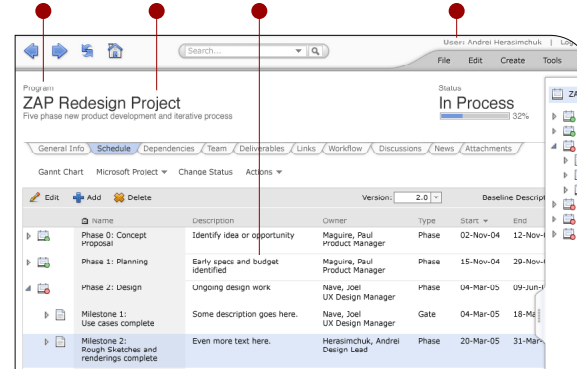 User: Andrei Herasimchuk | Log
Search...
File Edit Create Tools
Program
ZAP Redesign Project
Five phase new product development and iterative process
Status
In Process
32%
ZA
General Info Schedule Dependencies Team Deliverables Links Workflow Discussions News Attachments
Gannt Chart Microsoft Project Change Status Actions
Edit Add Delete Version: 2.0 Baseline Descript
Name Description Owner Type Start End
Phase 0: Concept Proposal Identify idea or opportunity Maguire, Paul Product Manager Phase 02-Nov-04 12-Nov-
Phase 1: Planning Early specs and budget identified Maguire, Paul Product Manager Phase 15-Nov-04 29-Nov-
Phase 2: Design Ongoing design work Nave, Joel UX Design Manager Phase 04-Mar-05 09-Jun-
Milestone 1: Use cases complete Some description goes here. Nave, Joel UX Design Manager Gate 04-Mar-05 18-Ma
Milestone 2: Rough Sketches and renderings complete Even more text here. Herasimchuk, Andrei Design Lead Phase 20-Mar-05 31-Mar-